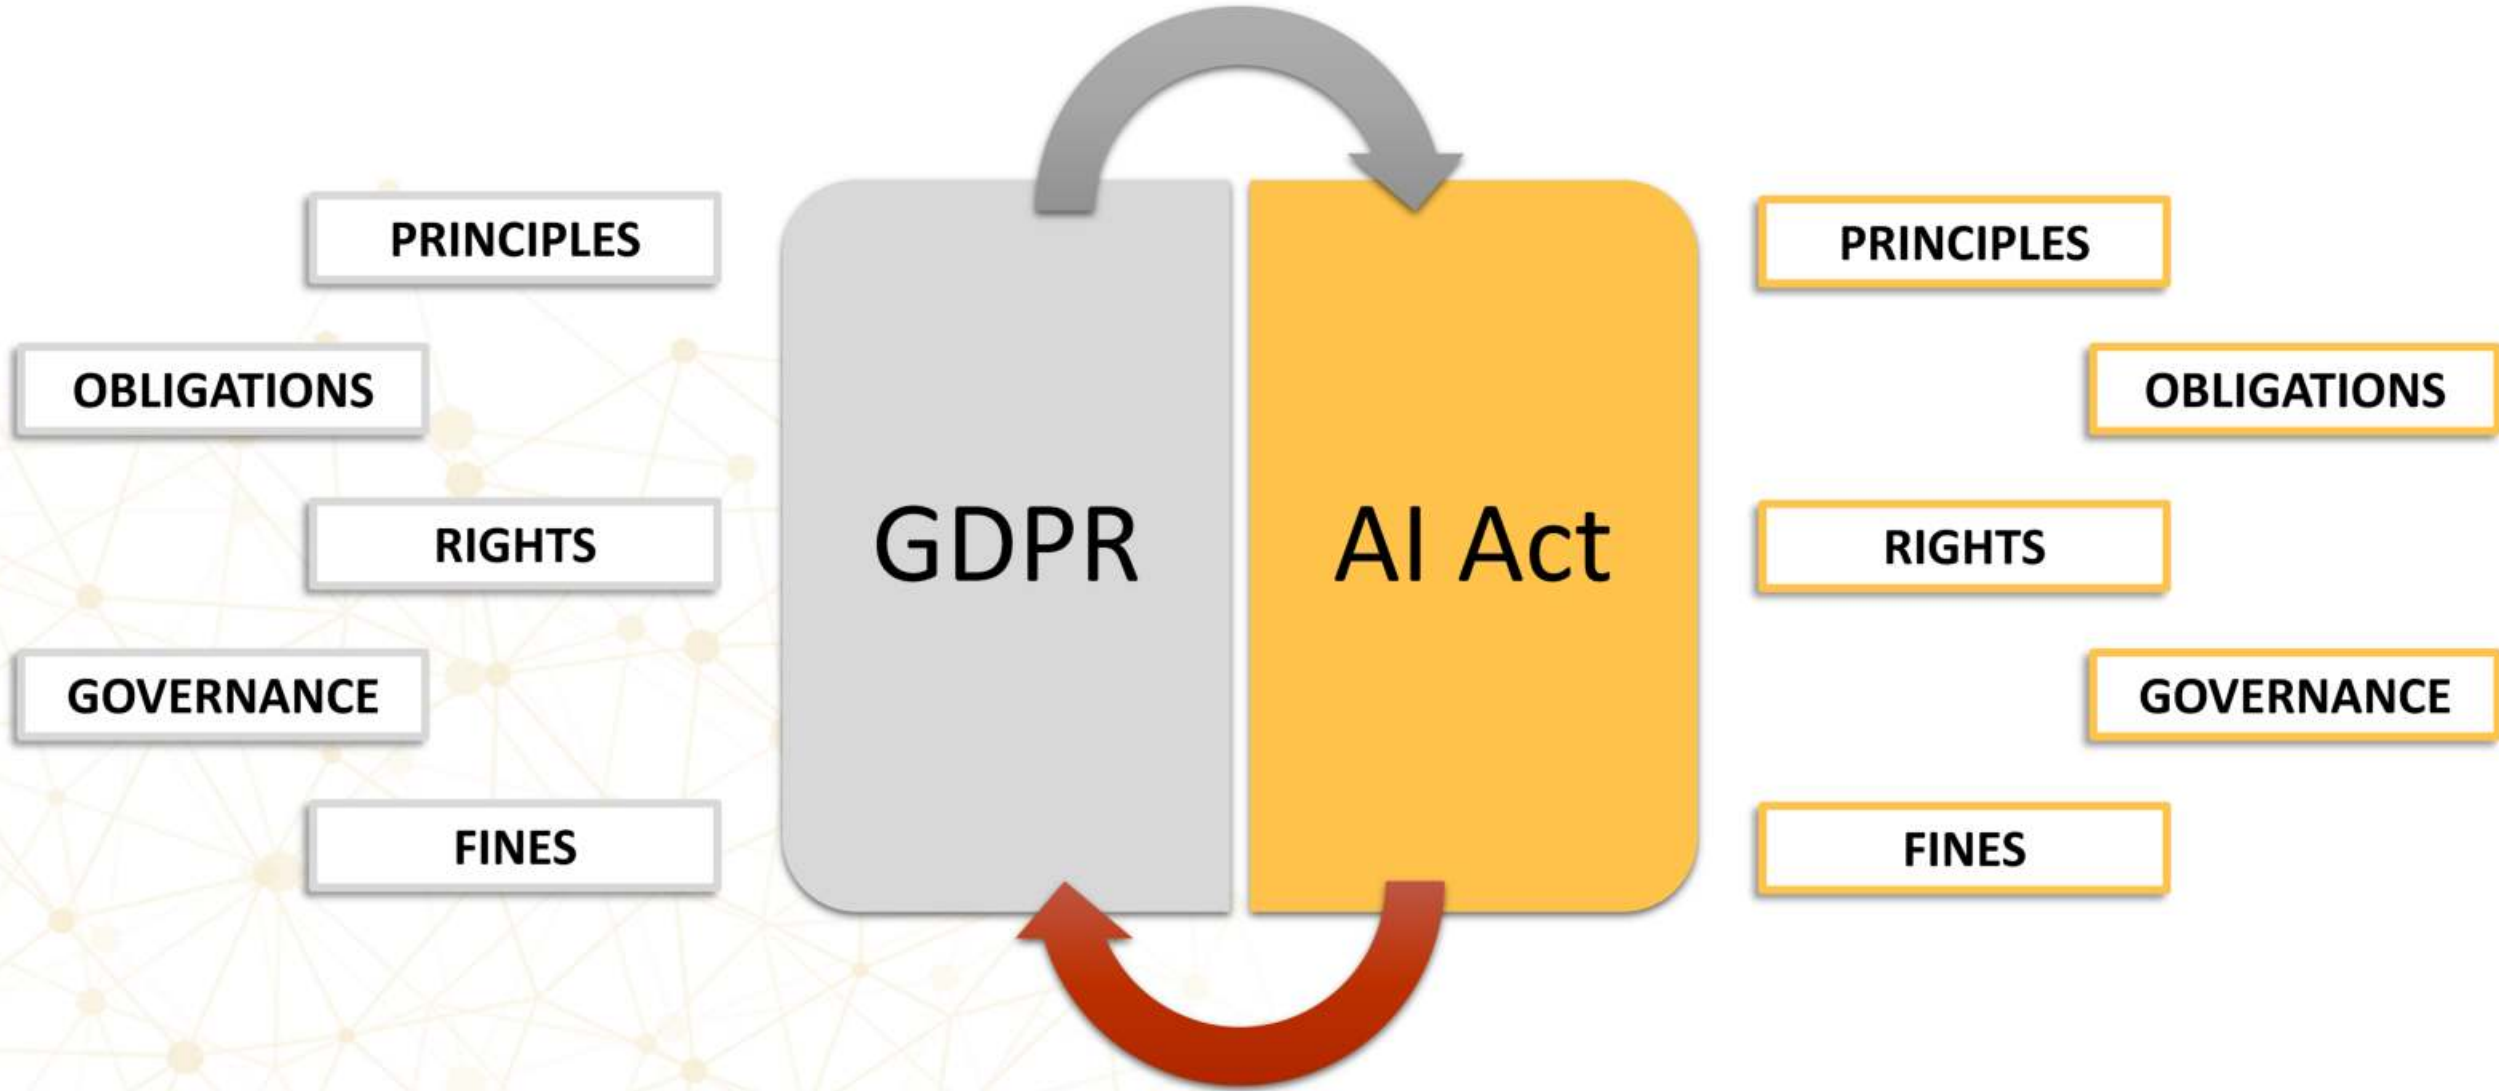 PRINCIPLES
OBLIGATIONS
RIGHTS
GOVERNANCE
FINES
GDPR
AI Act
PRINCIPLES
OBLIGATIONS
RIGHTS
GOVERNANCE
FINES